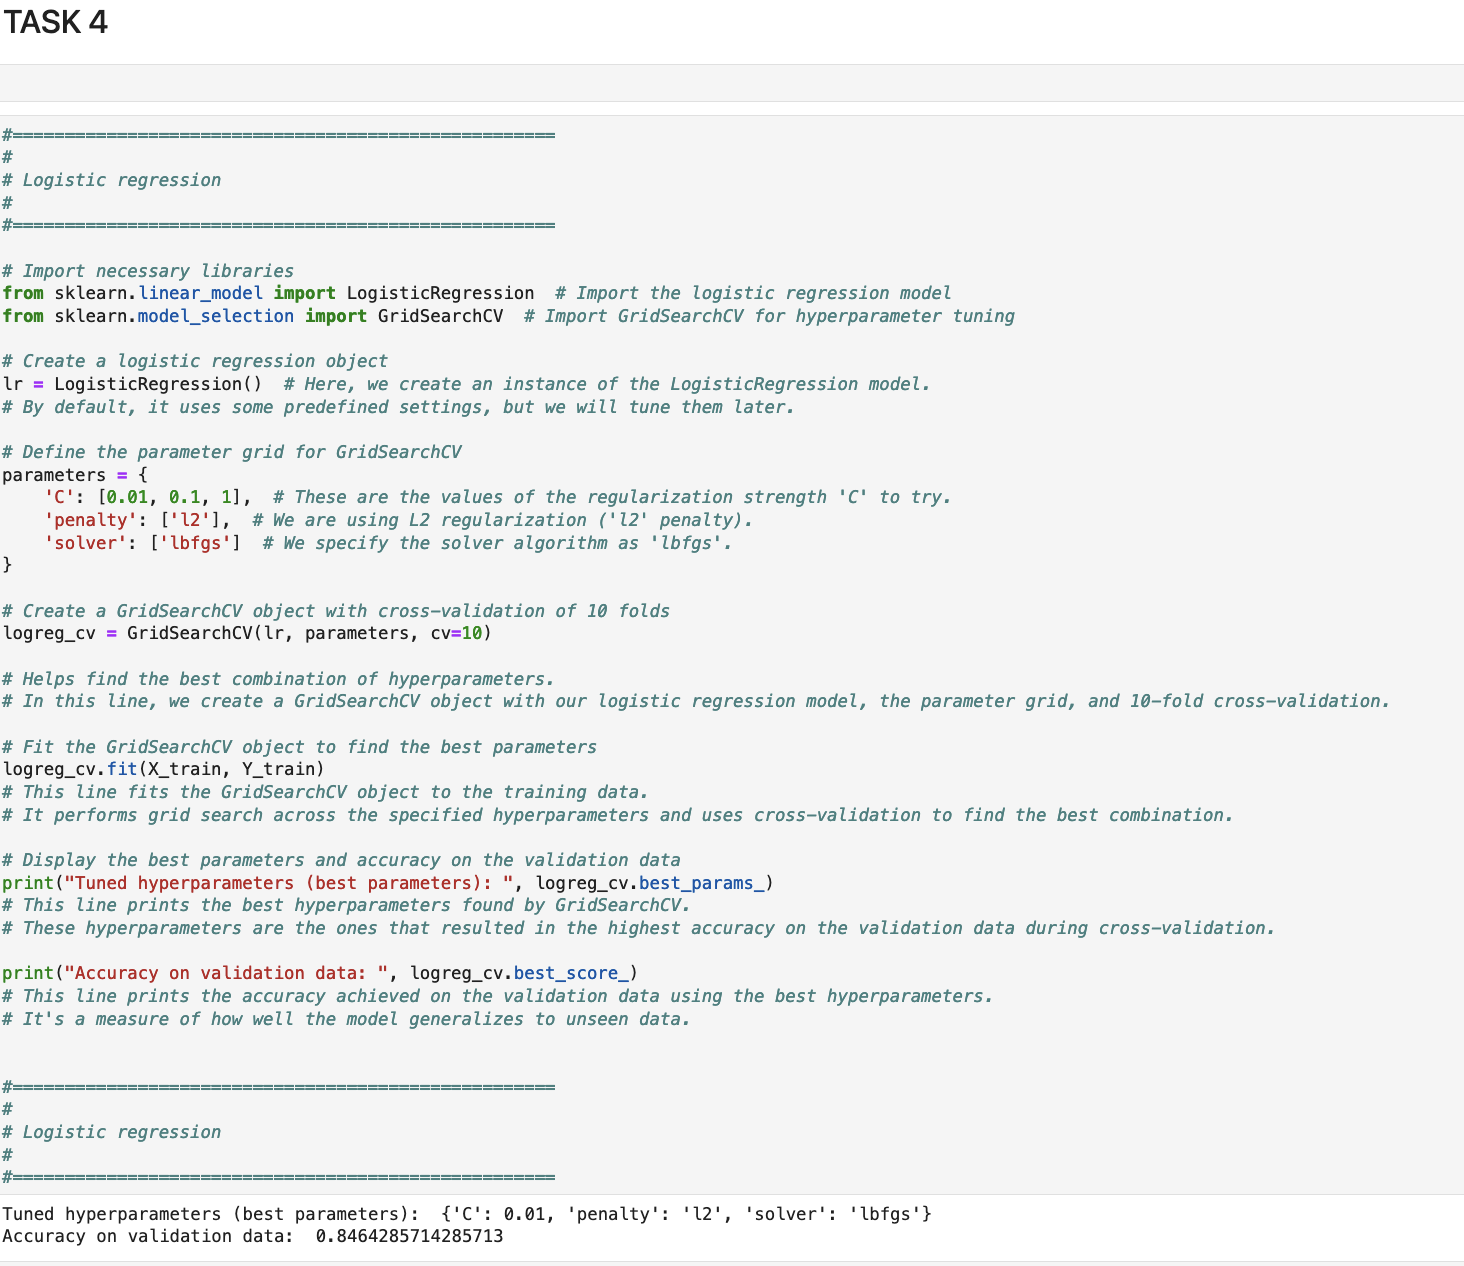 TASK 4
#====================================================
#
# Logistic regression
#
#====================================================
# Import necessary libraries
from sklearn.linear_model import LogisticRegression  # Import the logistic regression model
from sklearn.model_selection import GridSearchCV  # Import GridSearchCV for hyperparameter tuning
# Create a logistic regression object
lr = LogisticRegression()  # Here, we create an instance of the LogisticRegression model.
# By default, it uses some predefined settings, but we will tune them later.
# Define the parameter grid for GridSearchCV
parameters = {
    'C': [0.01, 0.1, 1],  # These are the values of the regularization strength 'C' to try.
    'penalty': ['l2'],  # We are using L2 regularization ('l2' penalty).
    'solver': ['lbfgs']  # We specify the solver algorithm as 'lbfgs'.
}
# Create a GridSearchCV object with cross-validation of 10 folds
logreg_cv = GridSearchCV(lr, parameters, cv=10)
# Helps find the best combination of hyperparameters.
# In this line, we create a GridSearchCV object with our logistic regression model, the parameter grid, and 10-fold cross-validation.
# Fit the GridSearchCV object to find the best parameters
logreg_cv.fit(X_train, Y_train)
# This line fits the GridSearchCV object to the training data.
# It performs grid search across the specified hyperparameters and uses cross-validation to find the best combination.
# Display the best parameters and accuracy on the validation data
print("Tuned hyperparameters (best parameters): ", logreg_cv.best_params_)
# This line prints the best hyperparameters found by GridSearchCV.
# These hyperparameters are the ones that resulted in the highest accuracy on the validation data during cross-validation.
print("Accuracy on validation data: ", logreg_cv.best_score_)
# This line prints the accuracy achieved on the validation data using the best hyperparameters.
# It's a measure of how well the model generalizes to unseen data.
#====================================================
#
# Logistic regression
#
#====================================================
Tuned hyperparameters (best parameters):  {'C': 0.01, 'penalty': 'l2', 'solver': 'lbfgs'}
Accuracy on validation data:  0.8464285714285713